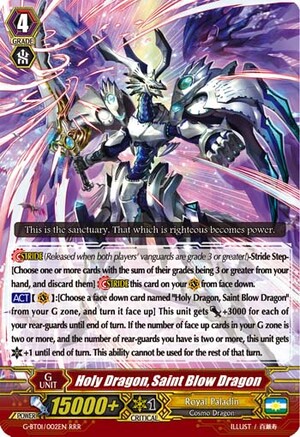 4
GRADE
This is the sanctuary. That which is righteous becomes power.
STRIDE (Released when both players' vanguards are grade 3 or greater!)-Stride Step-
[Choose one or more cards with the sum of their grades being 3 or greater from your
hand, and discard them] STRIDE this card on your from face down.
ACT [ ]:[Choose a face down card named "Holy Dragon, Saint Blow Dragon"
from your G zone, and turn it face up] This unit gets +3000 for each of
your rear-guards until end of turn. If the number of face up cards in your G zone is
two or more, and the number of rear-guards you have is two or more, this unit gets
+1 until end of turn. This ability cannot be used for the rest of that turn.
G
UNIT
Holy Dragon, Saint Blow Dragon
POWER
15000+
1
Royal Paladin
Cosmo Dragon
G-BT01/002EN RRR
ILLUST / 百瀬寿